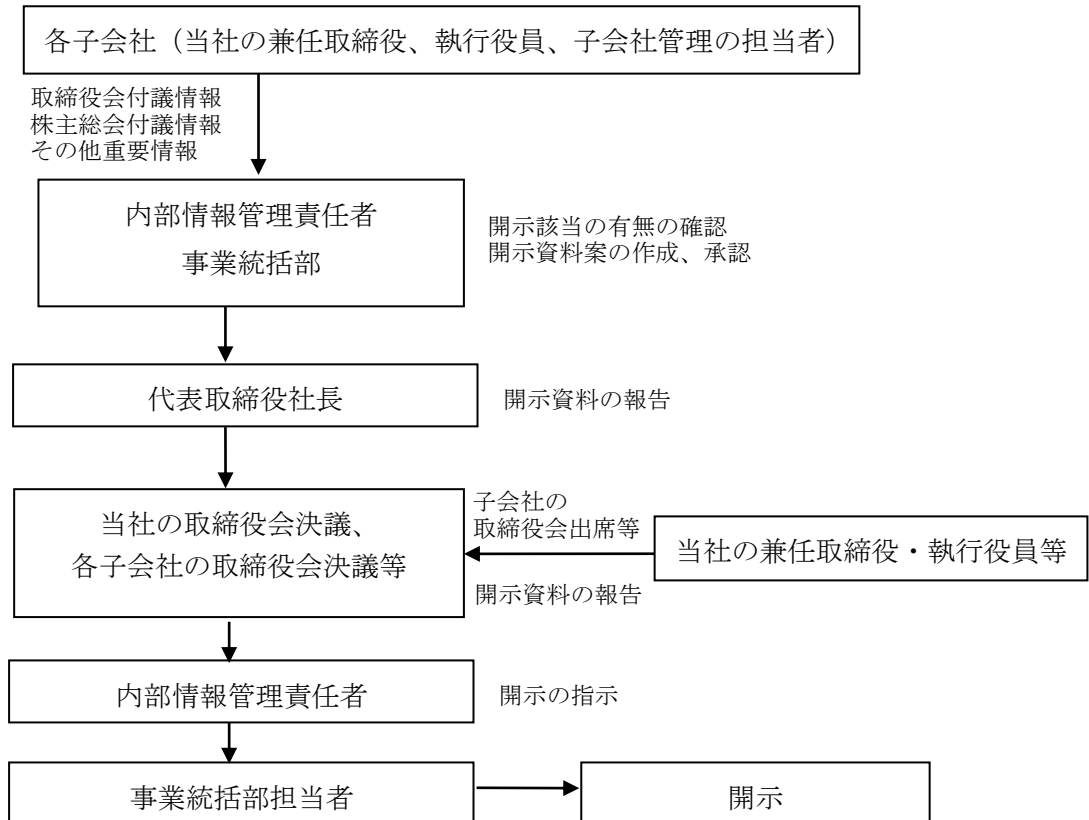 各子会社（当社の兼任取締役、執行役員、子会社管理の担当者）
取締役会付議情報
株主総会付議情報
その他重要情報
内部情報管理責任者
事業統括部
開示該当の有無の確認
開示資料案の作成、承認
代表取締役社長
開示資料の報告
当社の取締役会決議、
各子会社の取締役会決議等
子会社の
取締役会出席等
当社の兼任取締役・執行役員等
開示資料の報告
内部情報管理責任者
開示の指示
事業統括部担当者
開示